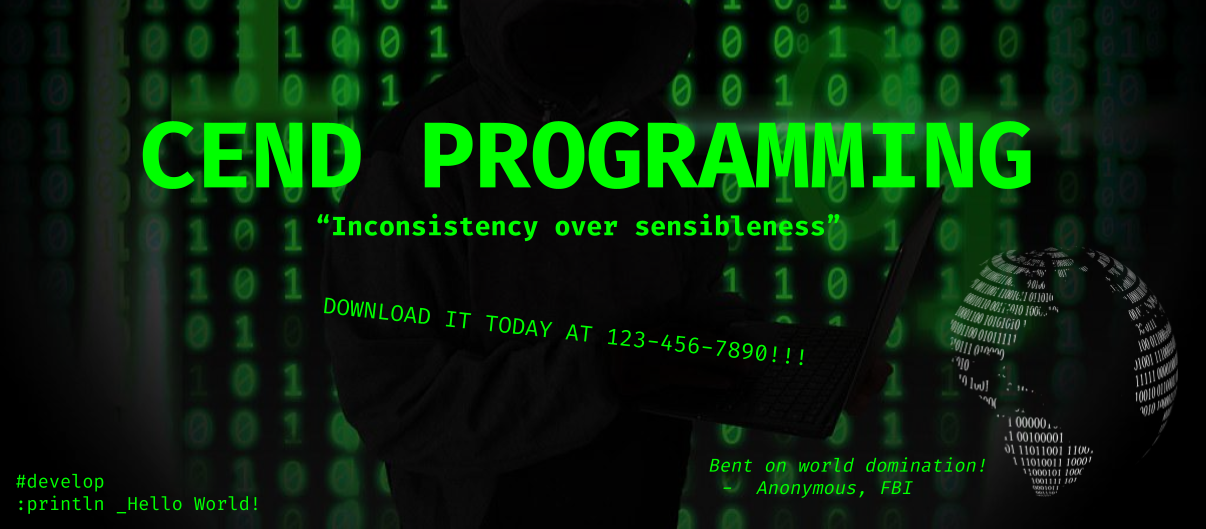 CEND PROGRAMMING
“Inconsistency over sensibleness”
DOWNLOAD IT TODAY AT 123-456-7890!!!
#develop
:println _Hello World!
Bent on world domination!
- Anonymous, FBI